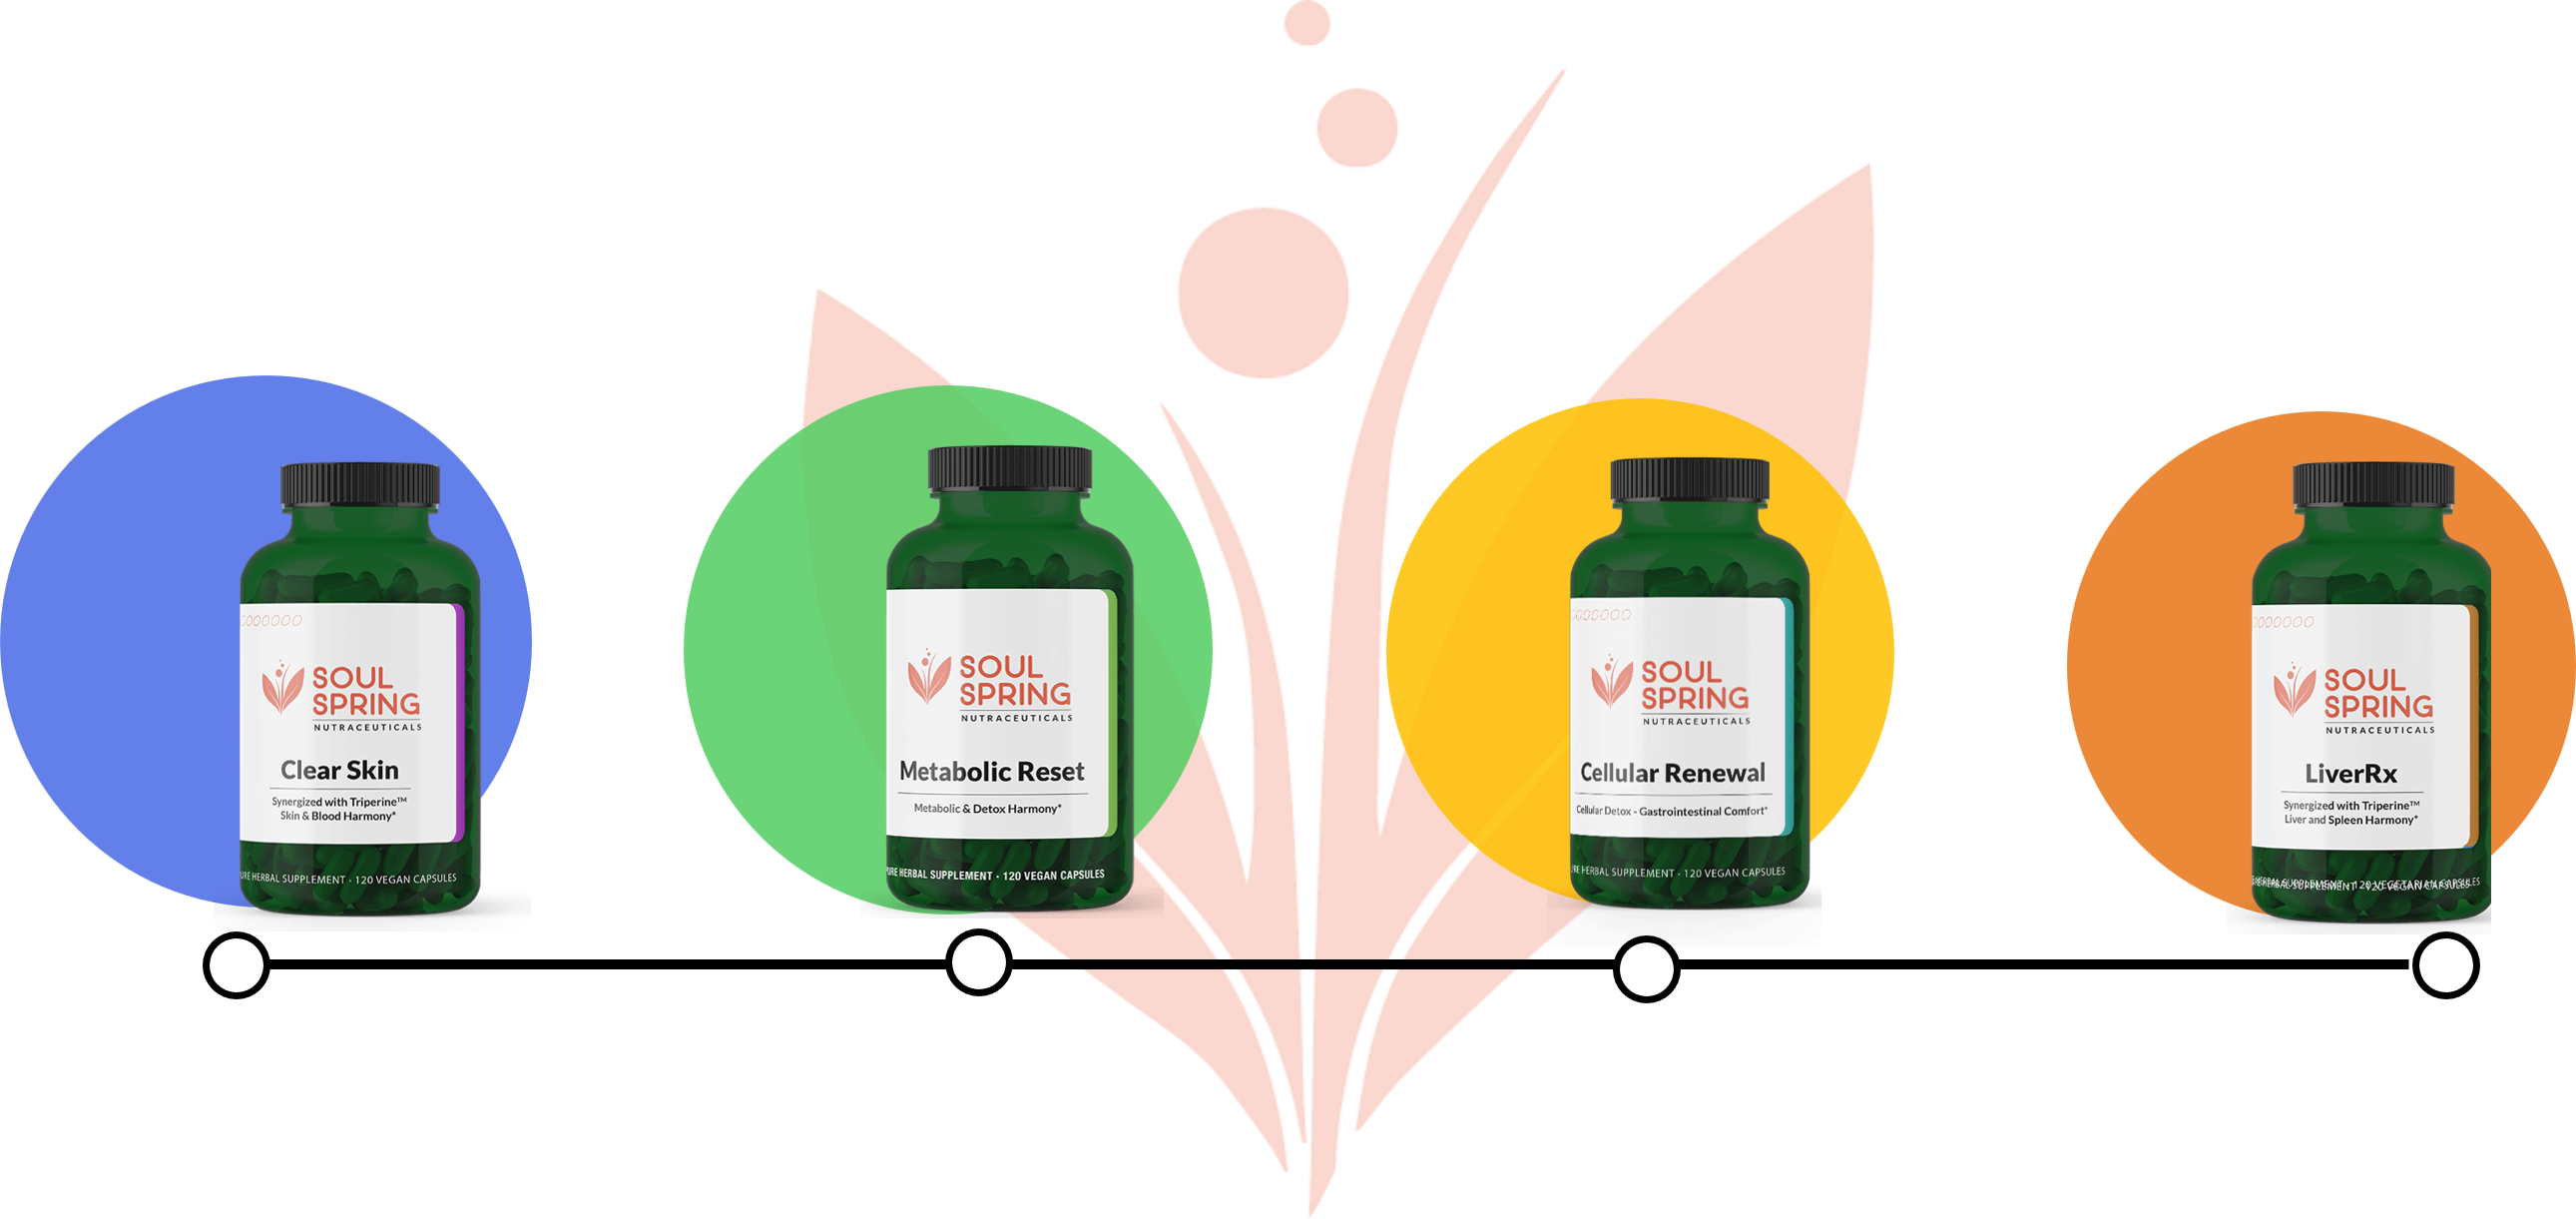 SOUL
SPRING
NUTRACEUTICALS
Clear Skin
Synergized with Triperine™
Skin & Blood Harmony*
HERBAL SUPPLEMENT · 120 VEGAN CAPSULES
SOUL
SPRING
NUTRACEUTICALS
Metabolic Reset
Metabolic & Detox Harmony*
HERBAL SUPPLEMENT · 120 VEGAN CAPSULES
SOUL
SPRING
NUTRACEUTICALS
Cellular Renewal
Cellular Detox - Gastrointestinal Comfort*
HERBAL SUPPLEMENT · 120 VEGAN CAPSULES
SOUL
SPRING
NUTRACEUTICALS
LiverRx
Synergized with Triperine™
Liver and Spleen Harmony*